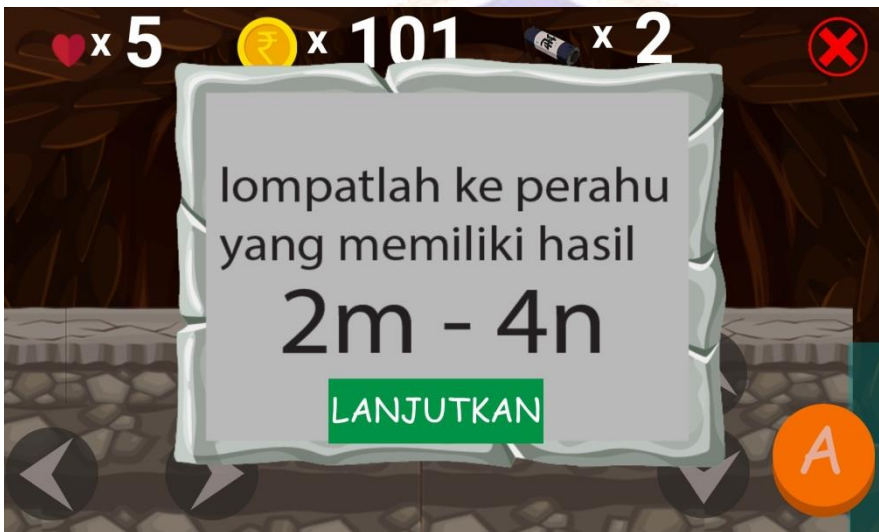 x 5 x 101 x 2
lompatlah ke perahu
yang memiliki hasil
2m - 4n
LANJUTKAN
A